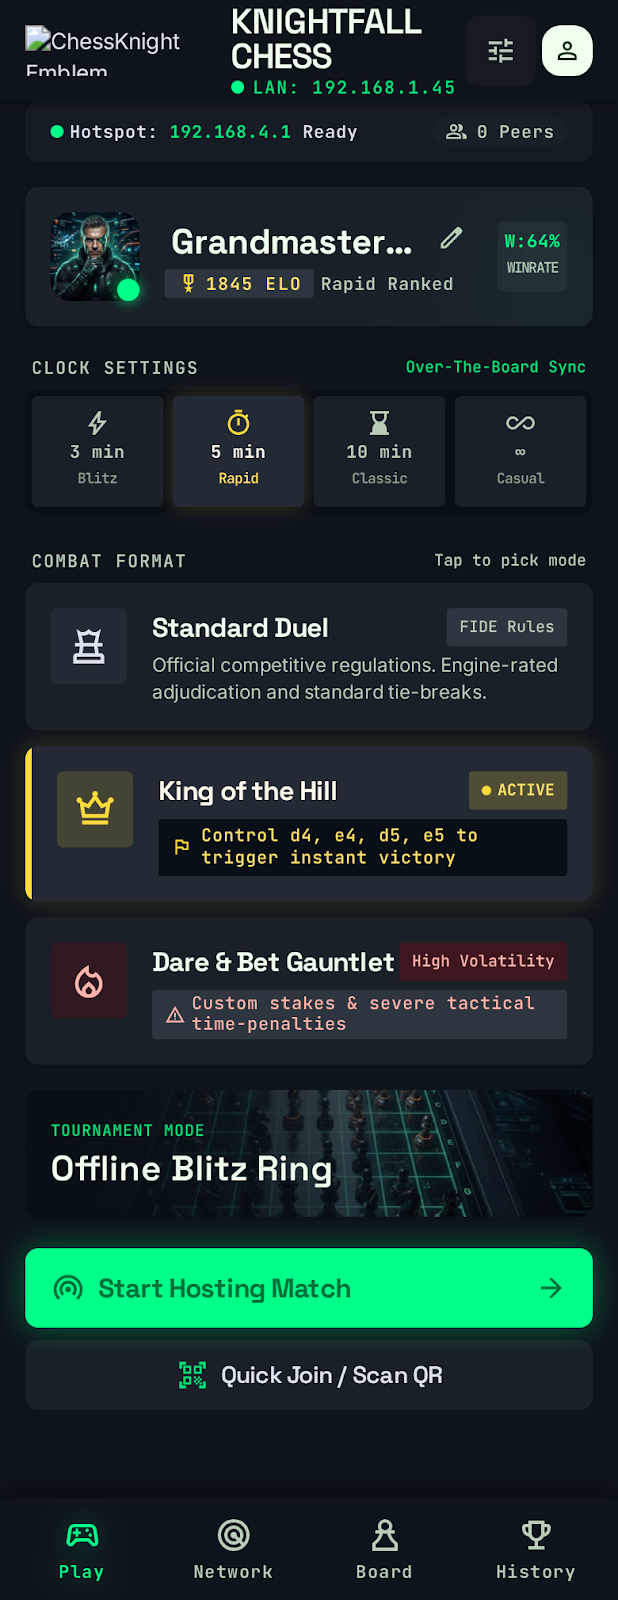 ChessKnight
Emblem
KNIGHTFALL
CHESS
LAN: 192.168.1.45
Hotspot: 192.168.4.1 Ready
0 Peers
Grandmaster...
1845 ELO
Rapid Ranked
W:64%
WINRATE
CLOCK SETTINGS
Over-The-Board Sync
3 min
Blitz
5 min
Rapid
10 min
Classic
∞
Casual
COMBAT FORMAT
Tap to pick mode
Standard Duel
FIDE Rules
Official competitive regulations. Engine-rated
adjudication and standard tie-breaks.
King of the Hill
ACTIVE
Control d4, e4, d5, e5 to
trigger instant victory
Dare & Bet Gauntlet
High Volatility
Custom stakes & severe tactical
time-penalties
TOURNAMENT MODE
Offline Blitz Ring
Start Hosting Match
Quick Join / Scan QR
Play
Network
Board
History